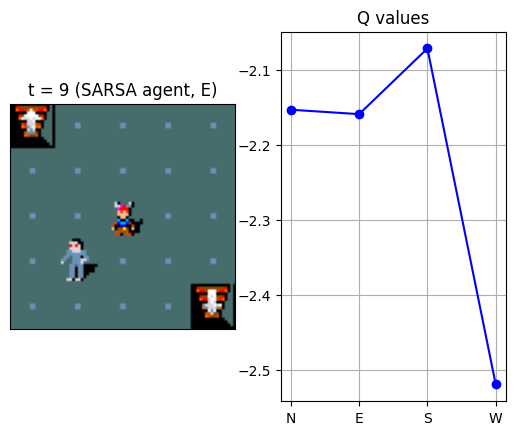 Q values
t = 9 (SARSA agent, E)
−2.1
−2.2
−2.3
−2.4
−2.5
N E S W